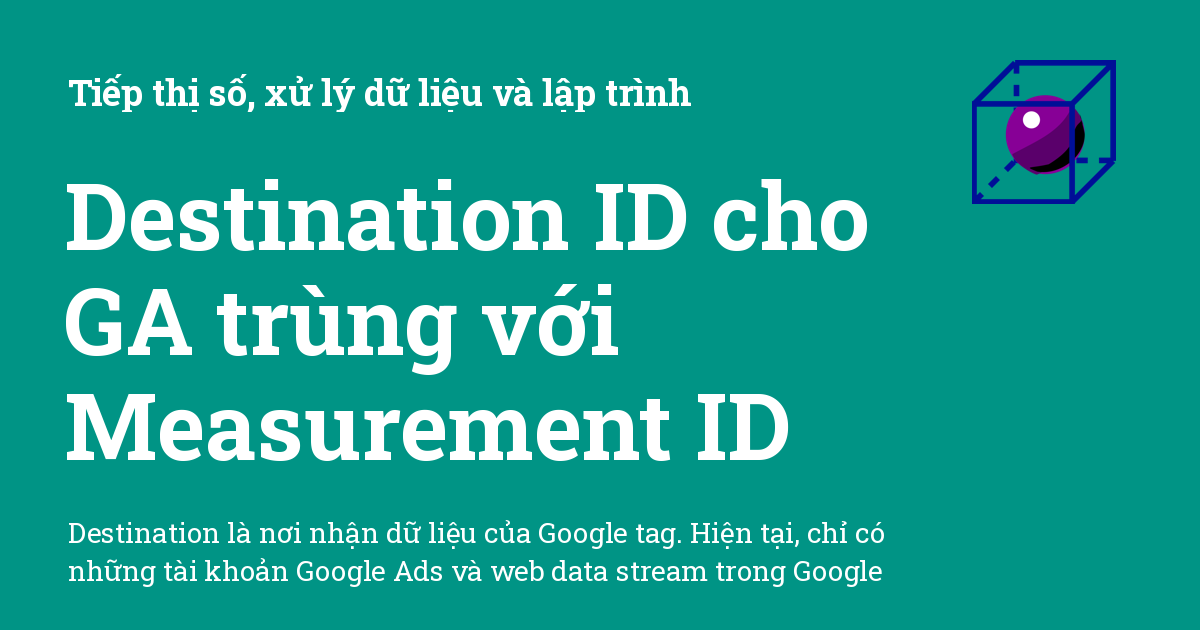 Tiếp thị số, xử lý dữ liệu và lập trình
Destination ID cho
GA trùng với
Measurement ID
Destination là nơi nhận dữ liệu của Google tag. Hiện tại, chỉ có
những tài khoản Google Ads và web data stream trong Google